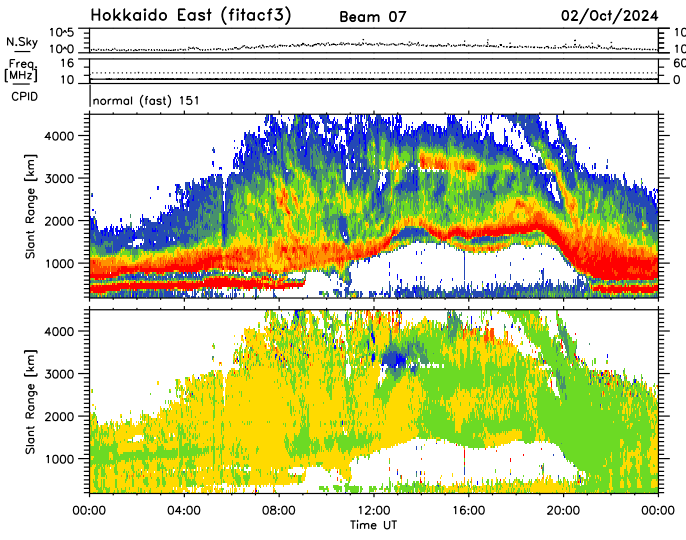 Hokkaido East (fitacf3) Beam 07 02/Oct/2024
10^5 10^5
N.Sky
10^0 10^0
Freq. 16 60
[MHz] 10 0
CPID normal (fast) 151
4000
3000
2000
1000
Slant Range [km]
4000
3000
2000
1000
Slant Range [km]
00:00 04:00 08:00 12:00 16:00 20:00 00:00
Time UT